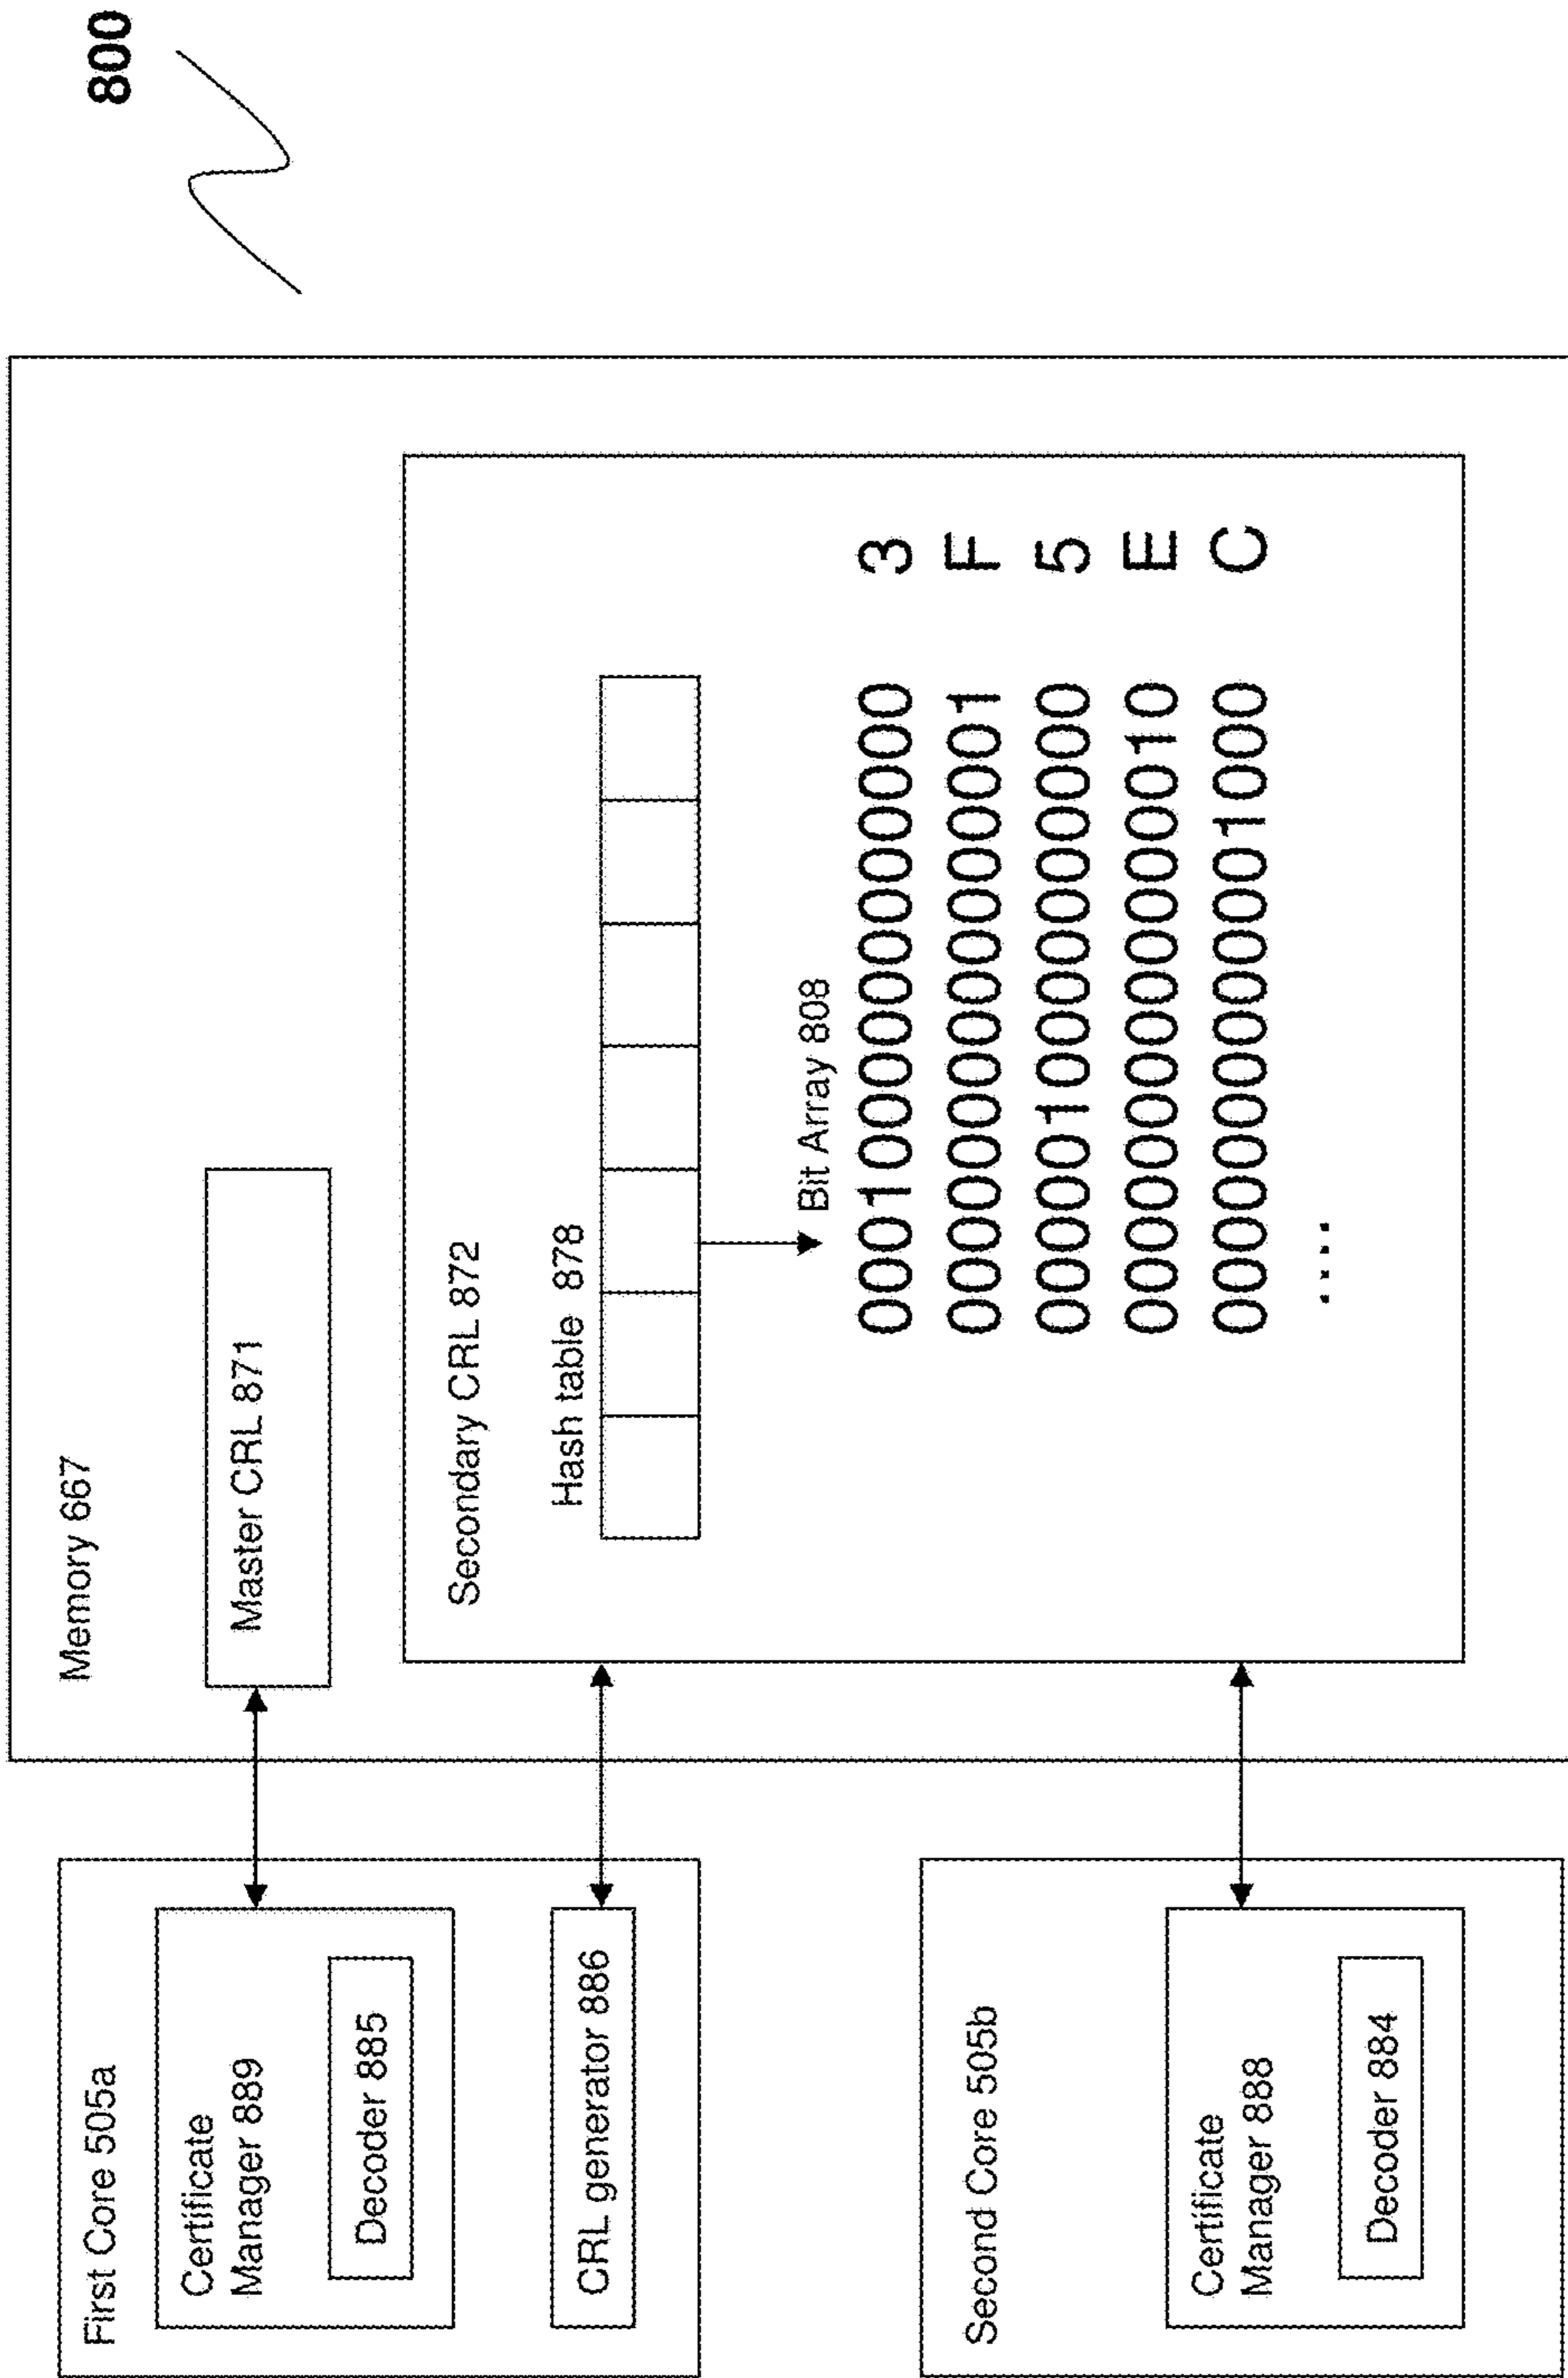 800
First Core 505a
Certificate
Manager 889
Decoder 885
CRL generator 886
Second Core 505b
Certificate
Manager 888
Decoder 884
Memory 667
Master CRL 871
Secondary CRL 872
Hash table 878
Bit Array 808
0001000000000000 3
0000000000000001 F
0000010000000000 5
0000000000000010 E
0000000000001000 C
....